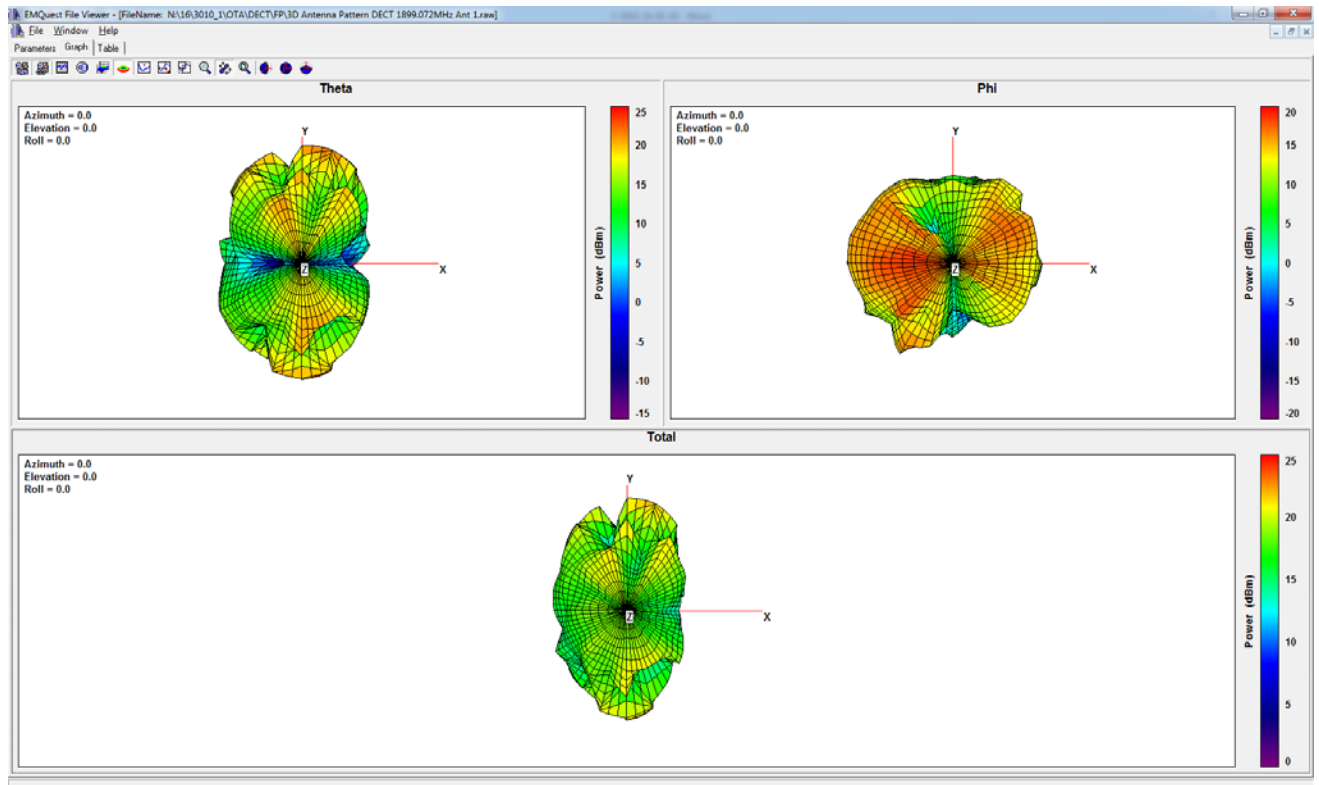 EMQuest File Viewer - [FileName: N:\16\3010_1\OTA\DECT\FP\3D Antenna Pattern DECT 1899.072MHz Ant 1.raw]
File Window Help
Parameters Graph Table
Theta
Azimuth = 0.0
Elevation = 0.0
Roll = 0.0
Y
X
Z
Power (dBm)
25
20
15
10
5
0
-5
-10
-15
Phi
Azimuth = 0.0
Elevation = 0.0
Roll = 0.0
Y
X
Z
Power (dBm)
20
15
10
5
0
-5
-10
-15
-20
Total
Azimuth = 0.0
Elevation = 0.0
Roll = 0.0
Y
X
Z
Power (dBm)
25
20
15
10
5
0